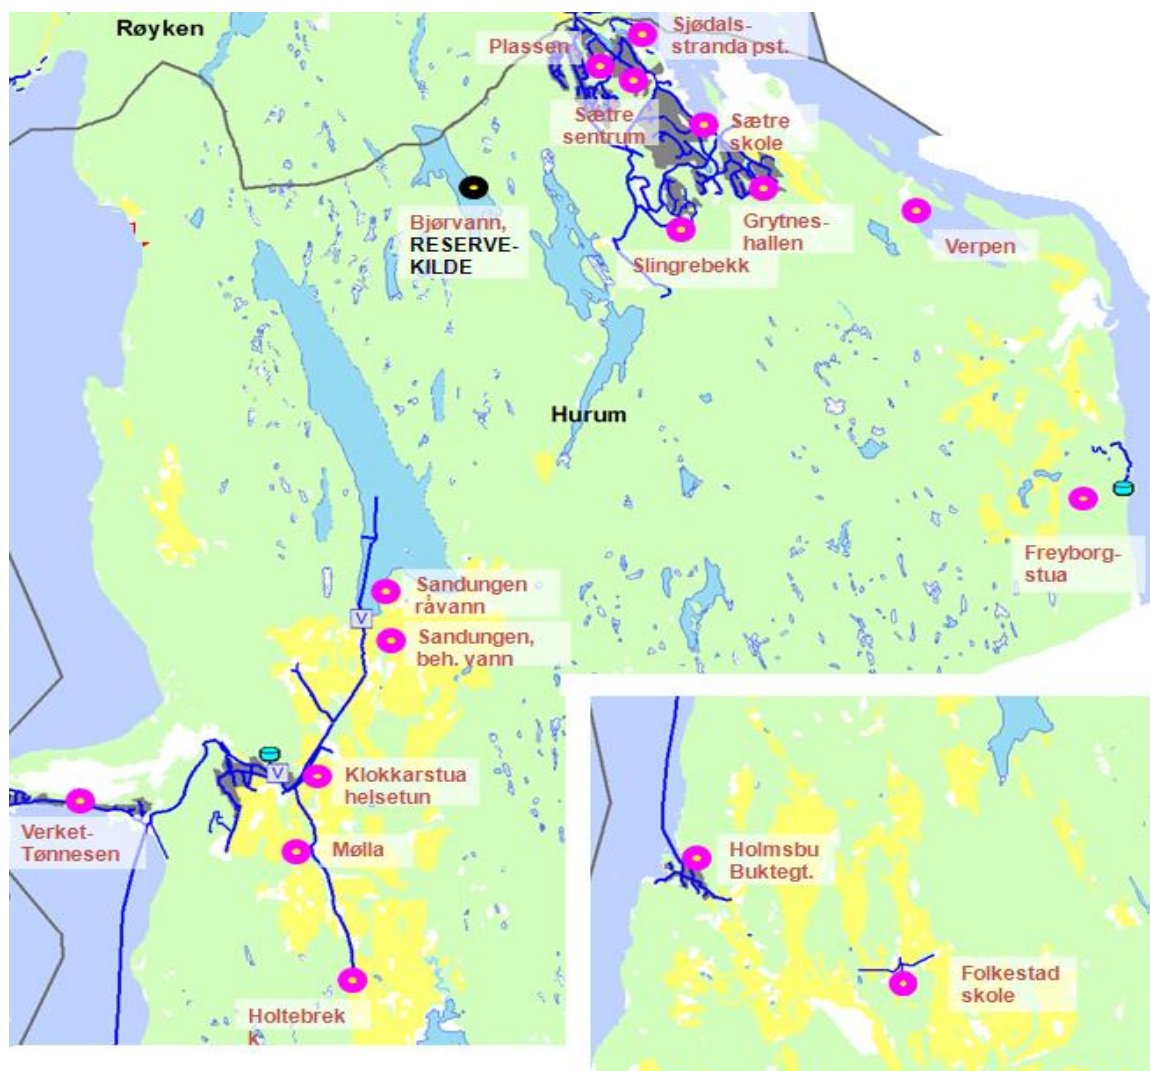 Røyken
Sjødals-
stranda pst.
Plassen
Sætre
sentrum
Sætre
skole
Bjørvann,
RESERVE-
KILDE
Grytnes-
hallen
Verpen
Slingrebekk
Hurum
Freyborg-
stua
Sandungen
råvann
V
Sandungen,
beh. vann
V
Klokkarstua
helsetun
Verket-
Tønnesen
Mølla
Holmsbu
Buktegt.
Folkestad
skole
Holtebrek
k